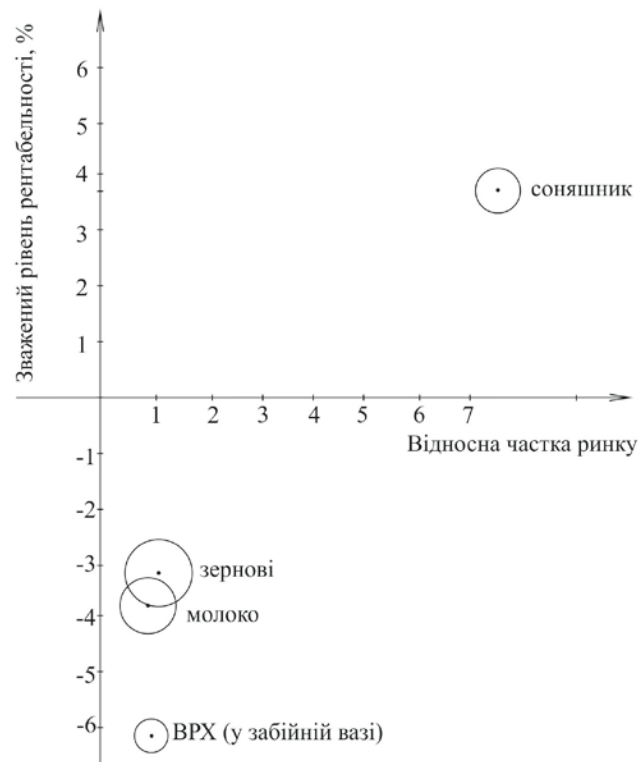 Зважений рівень рентабельності, %
6
5
4
соняшник
3
2
1
1 2 3 4 5 6 7
Відносна частка ринку
-1
-2
-3
зернові
-4
молоко
-5
-6
ВРХ (у забійній вазі)